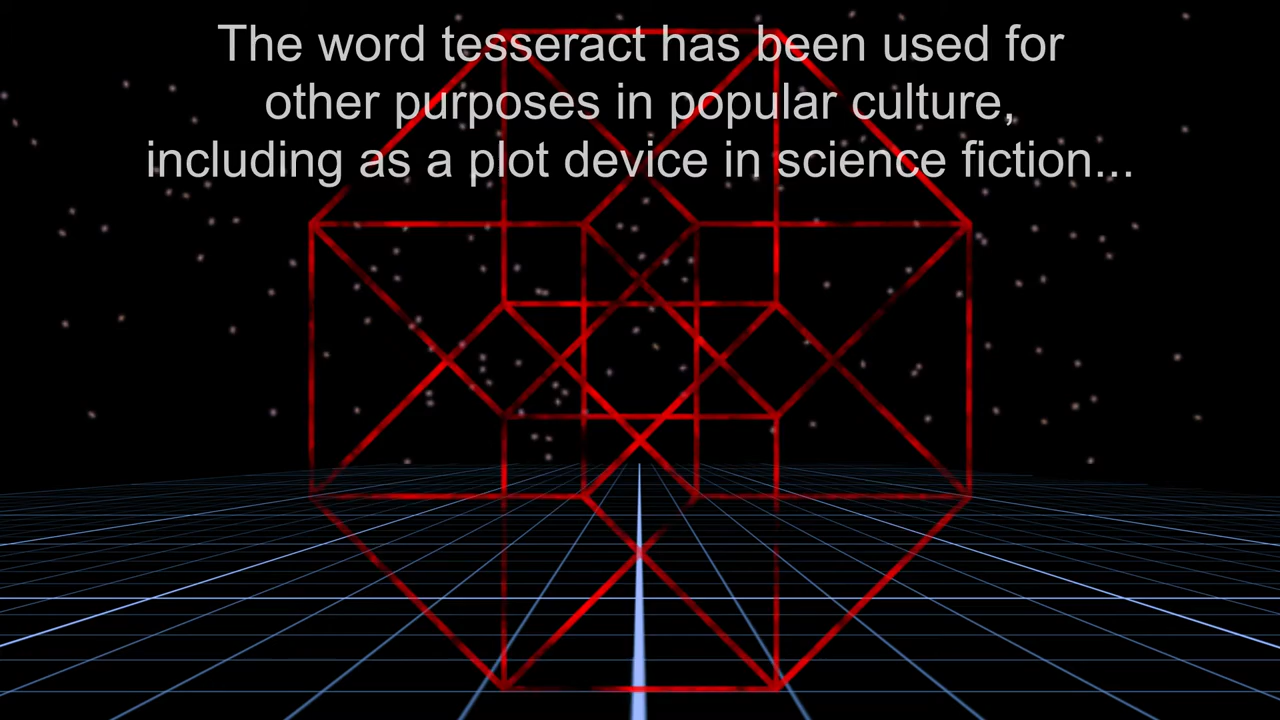 The word tesseract has been used for
other purposes in popular culture,
including as a plot device in science fiction...